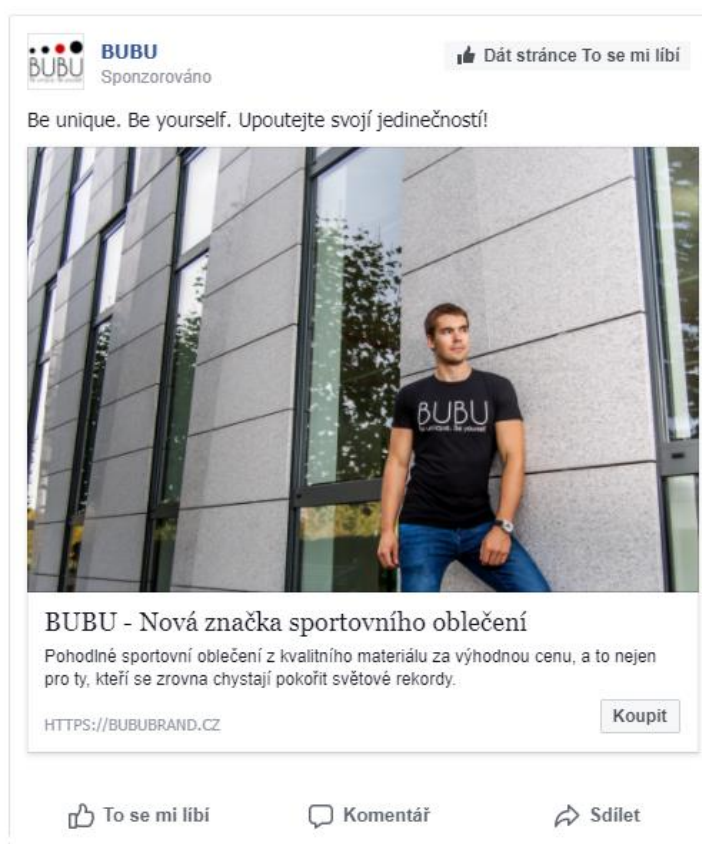 BUBU
BUBU
Sponzorováno
Dát stránce To se mi líbí
Be unique. Be yourself. Upoutejte svojí jedinečností!
BUBU
Be unique. Be yourself
BUBU - Nová značka sportovního oblečení
Pohodlné sportovní oblečení z kvalitního materiálu za výhodnou cenu, a to nejen
pro ty, kteří se zrovna chystají pokořit světové rekordy.
HTTPS://BUBUBRAND.CZ
Koupit
To se mi líbí
Komentář
Sdílet